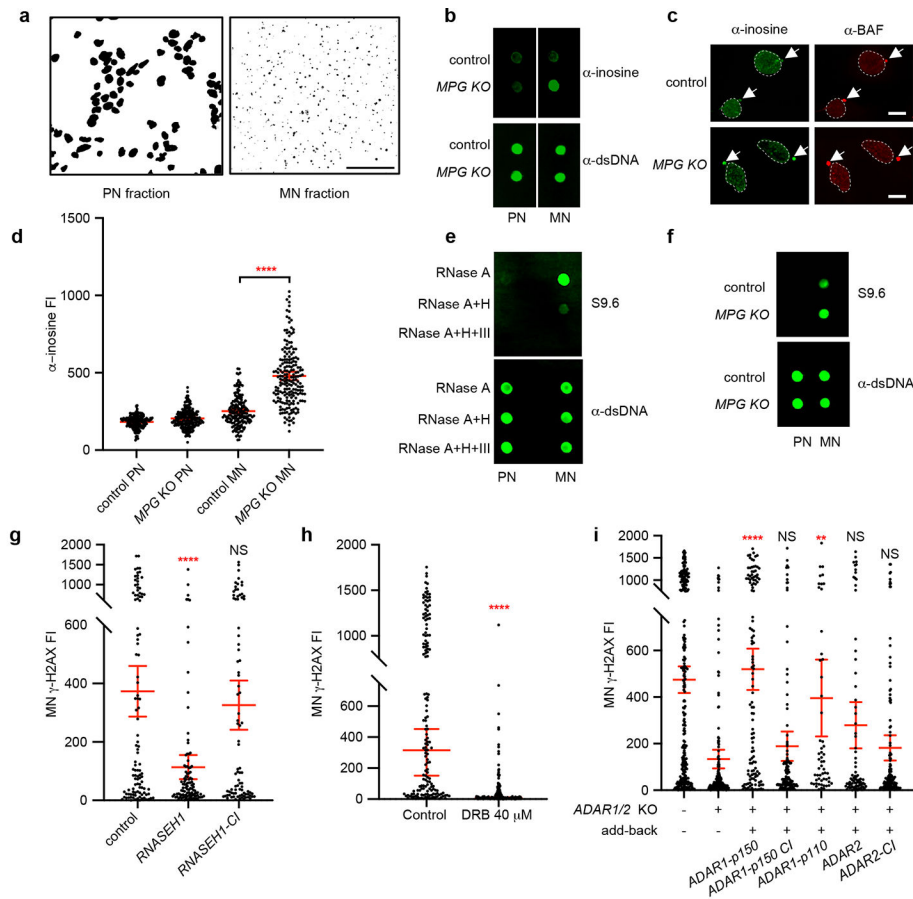 a
PN fraction
MN fraction
b
control
MPG KO
α-inosine
control
MPG KO
α-dsDNA
PN
MN
c
α-inosine
α-BAF
control
MPG KO
d
α–inosine FI
1500
1000
500
0
****
control PN
MPG KO PN
control MN
MPG KO MN
e
RNase A
RNase A+H
RNase A+H+III
S9.6
RNase A
RNase A+H
RNase A+H+III
α-dsDNA
PN
MN
f
control
MPG KO
S9.6
control
MPG KO
α-dsDNA
PN MN
g
MN γ-H2AX FI
2000
1500
1000
600
400
200
0
****
NS
control
RNASEH1
RNASEH1-CI
h
MN γ-H2AX FI
2000
1500
1000
600
400
200
0
****
Control
DRB 40 μM
i
MN γ-H2AX FI
2000
1000
600
400
200
0
****
NS
**
NS
NS
ADAR1/2 KO - + + + + + +
add-back - - + + + + +
ADAR1-p150
ADAR1-p150 CI
ADAR1-p110
ADAR2
ADAR2-CI